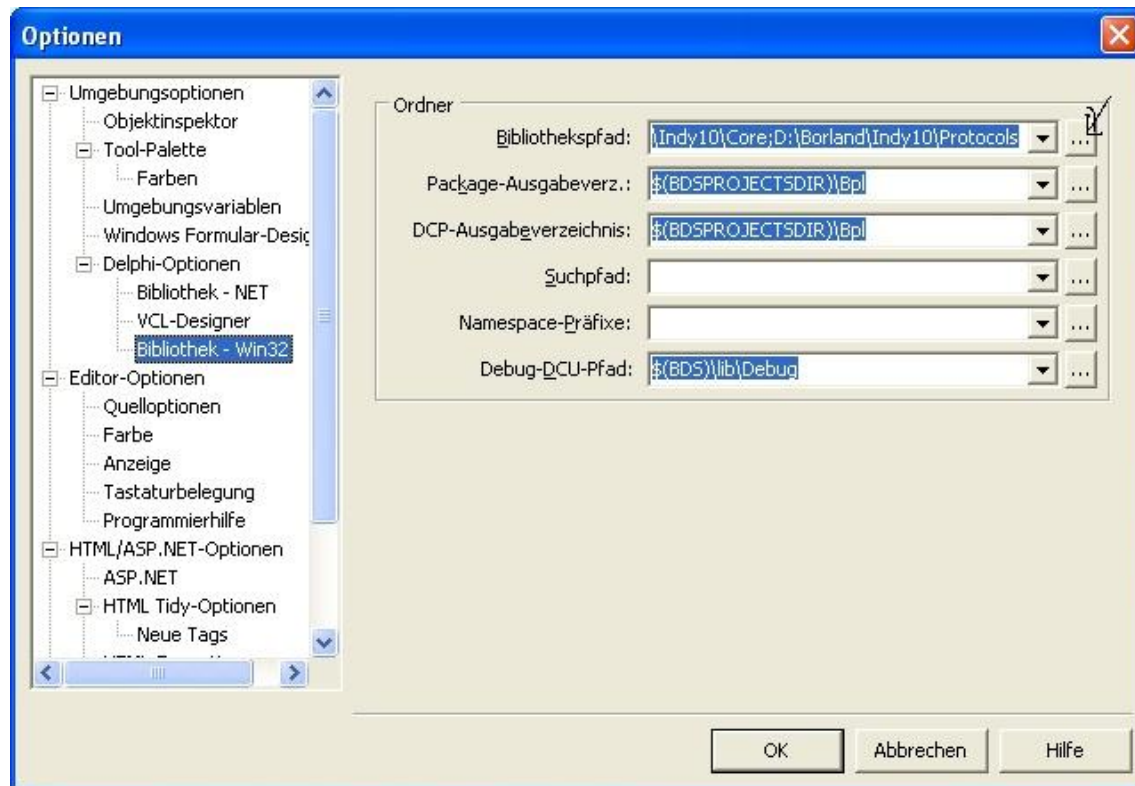 Optionen
Umgebungsoptionen
Objektinspektor
Tool-Palette
Farben
Umgebungsvariablen
Windows Formular-Desig
Delphi-Optionen
Bibliothek - NET
VCL-Designer
Bibliothek - Win32
Editor-Optionen
Quelloptionen
Farbe
Anzeige
Tastaturbelegung
Programmierhilfe
HTML/ASP.NET-Optionen
ASP.NET
HTML Tidy-Optionen
Neue Tags
Ordner
Bibliothekspfad: \Indy10\Core;D:\Borland\Indy10\Protocols ...
Package-Ausgabeverz.: $(BDSPROJECTSDIR)\Bpl ...
DCP-Ausgabeverzeichnis: $(BDSPROJECTSDIR)\Bpl ...
Suchpfad: ...
Namespace-Präfixe: ...
Debug-DCU-Pfad: $(BDS)\lib\Debug ...
OK Abbrechen Hilfe